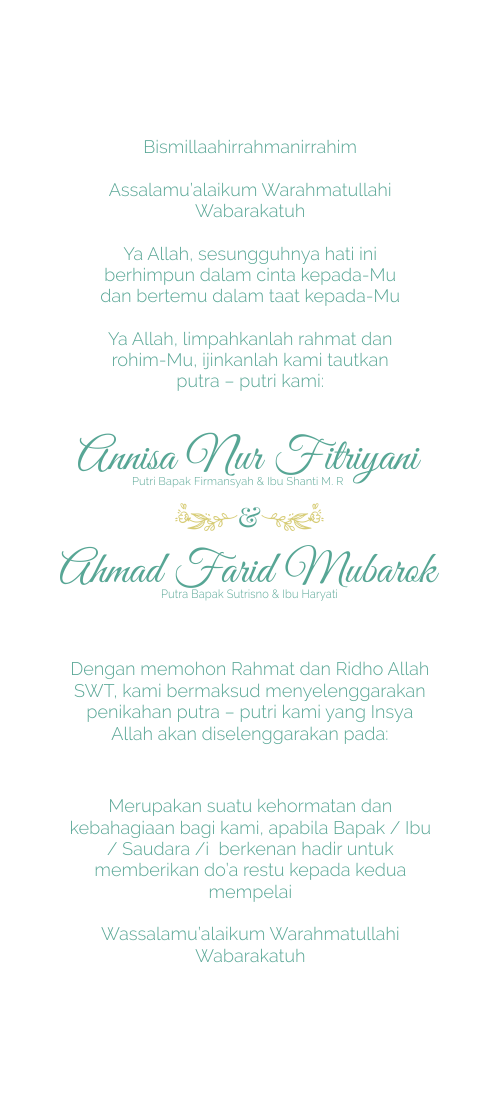 Bismillaahirrahmanirrahim
Assalamu'alaikum Warahmatullahi
Wabarakatuh
Ya Allah, sesungguhnya hati ini
berhimpun dalam cinta kepada-Mu
dan bertemu dalam taat kepada-Mu
Ya Allah, limpahkanlah rahmat dan
rohim-Mu, ijinkanlah kami tautkan
putra – putri kami:
Annisa Nur Fitriyani
Putri Bapak Firmansyah & Ibu Shanti M. R
&
Ahmad Farid Mubarok
Putra Bapak Sutrisno & Ibu Haryati
Dengan memohon Rahmat dan Ridho Allah
SWT, kami bermaksud menyelenggarakan
penikahan putra – putri kami yang Insya
Allah akan diselenggarakan pada:
Merupakan suatu kehormatan dan
kebahagiaan bagi kami, apabila Bapak / Ibu
/ Saudara /i  berkenan hadir untuk
memberikan do'a restu kepada kedua
mempelai
Wassalamu'alaikum Warahmatullahi
Wabarakatuh